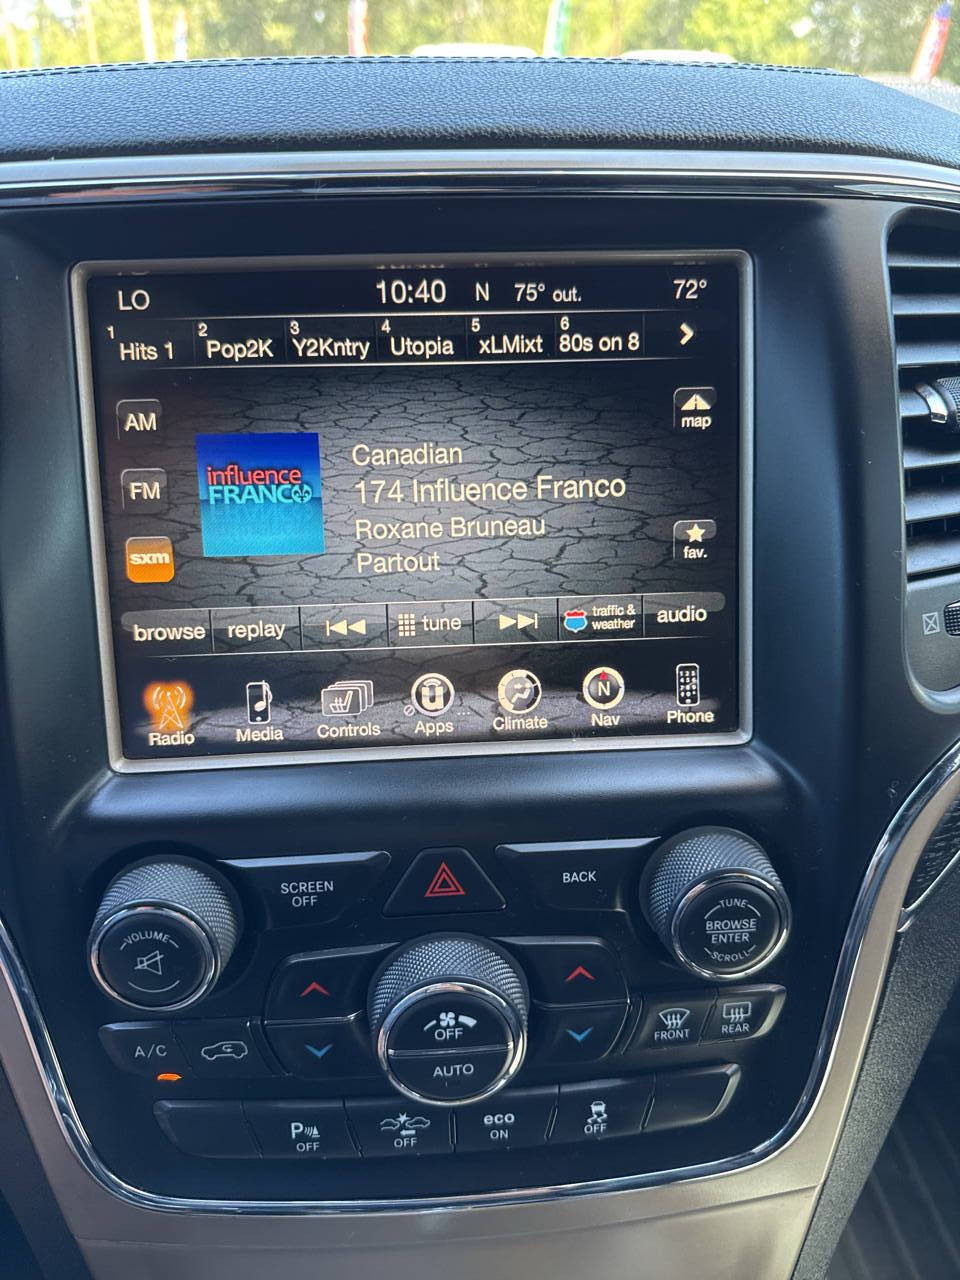 LO 10:40 N 75° out. 72°
1 Hits 1 2 Pop2K 3 Y2Kntry 4 Utopia 5 xLMixt 6 80s on 8
AM
map
influence
FRANCO
Canadian
174 Influence Franco
FM
Roxane Bruneau
fav.
sxm
Partout
browse replay tune traffic & weather audio
Radio Media Controls Apps Climate Nav Phone
SCREEN
OFF
BACK
VOLUME
TUNE
BROWSE
ENTER
SCROLL
OFF
AUTO
A/C
FRONT
REAR
P OFF
OFF
eco
ON
OFF